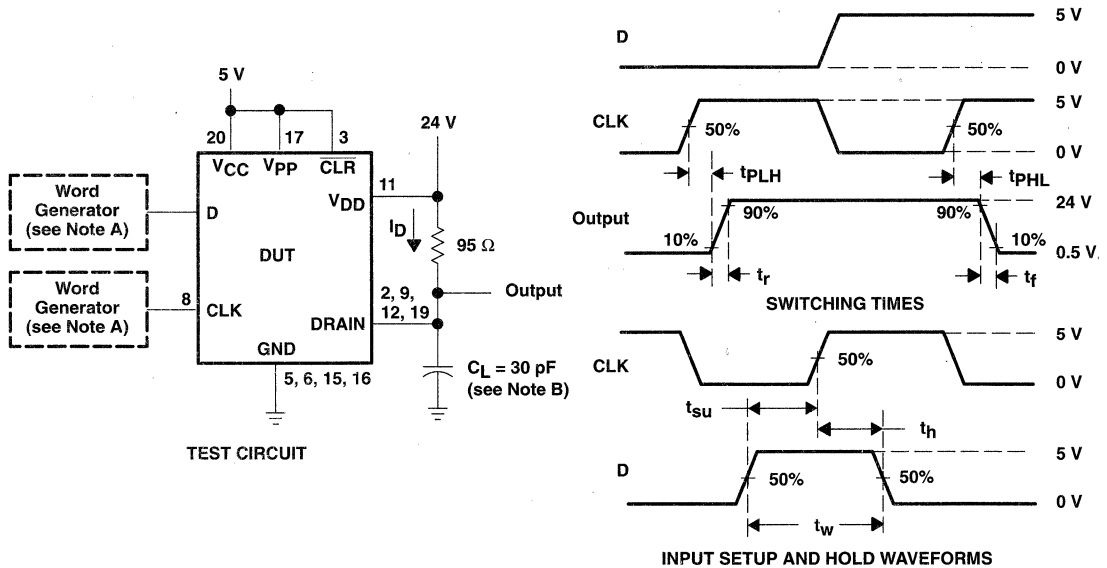 5 V
20
17
3
24 V
VCC
VPP
CLR
11
Word
Generator
(see Note A)
D
VDD
ID
95 Ω
DUT
Word
Generator
(see Note A)
8
CLK
2, 9,
12, 19
Output
DRAIN
GND
5, 6, 15, 16
CL = 30 pF
(see Note B)
TEST CIRCUIT
D
5 V
0 V
CLK
5 V
50%
50%
0 V
tPLH
tPHL
Output
24 V
90%
90%
10%
10%
0.5 V
tr
tf
SWITCHING TIMES
CLK
5 V
50%
0 V
tsu
th
D
5 V
50%
50%
0 V
tw
INPUT SETUP AND HOLD WAVEFORMS